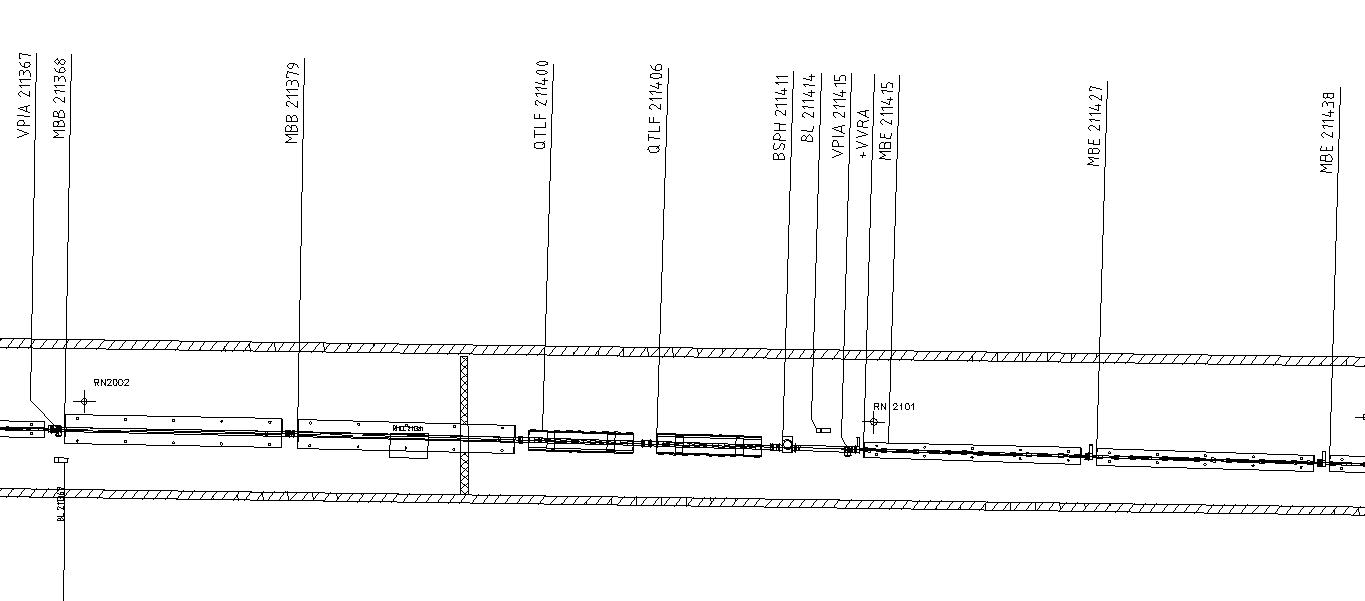 VPIA 211367
MBB 211368
MBB 211379
QTLF 211400
QTLF 211406
BSPH 211411
BL 211414
VPIA 211415
+VVRA
MBE 211415
MBE 211427
MBE 211438
RN2002
RN 2101